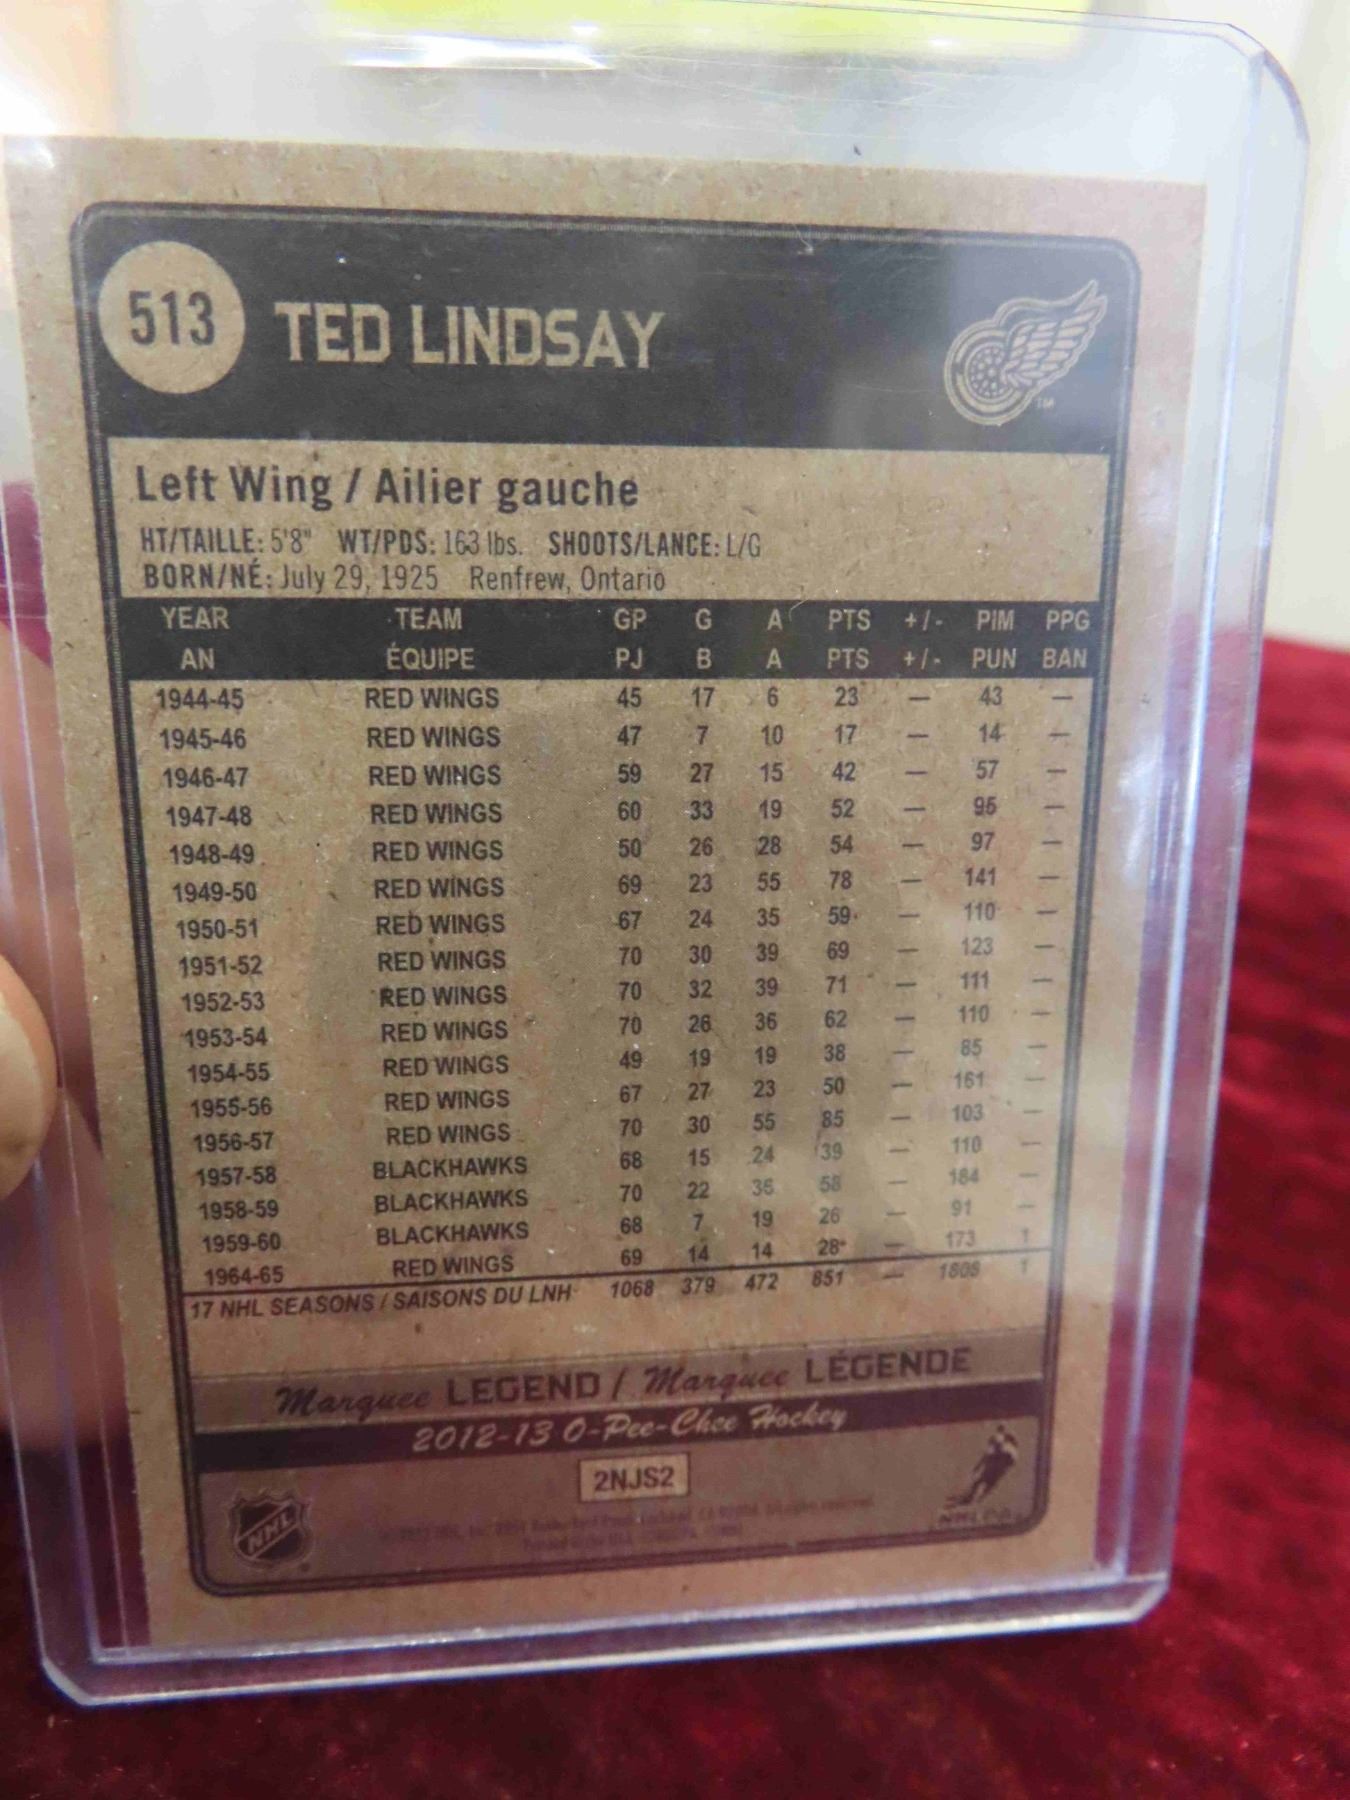 513 TED LINDSAY
TM
Left Wing / Ailier gauche
HT/TAILLE: 5'8" WT/PDS: 163 lbs. SHOOTS/LANCE: L/G
BORN/NÉ: July 29, 1925 Renfrew, Ontario
YEAR TEAM GP G A PTS +/- PIM PPG
AN ÉQUIPE PJ B A PTS +/- PUN BAN
1944-45 RED WINGS 45 17 6 23 — 43 —
1945-46 RED WINGS 47 7 10 17 — 14 —
1946-47 RED WINGS 59 27 15 42 — 57 —
1947-48 RED WINGS 60 33 19 52 — 95 —
1948-49 RED WINGS 50 26 28 54 — 97 —
1949-50 RED WINGS 69 23 55 78 — 141 —
1950-51 RED WINGS 67 24 35 59 — 110 —
1951-52 RED WINGS 70 30 39 69 — 123 —
1952-53 RED WINGS 70 32 39 71 — 111 —
1953-54 RED WINGS 70 26 36 62 — 110 —
1954-55 RED WINGS 49 19 19 38 — 85 —
1955-56 RED WINGS 67 27 23 50 — 161 —
1956-57 RED WINGS 70 30 55 85 — 103 —
1957-58 BLACKHAWKS 68 15 24 39 — 110 —
1958-59 BLACKHAWKS 70 22 36 58 — 184 —
1959-60 BLACKHAWKS 68 7 19 26 — 91 —
1964-65 RED WINGS 69 14 14 28 — 173 1
17 NHL SEASONS / SAISONS DU LNH 1068 379 472 851 — 1808 1
Marquee LEGEND / Marquee LÉGENDE
2012-13 O-Pee-Chee Hockey
2NJS2
NHL
NHLPA